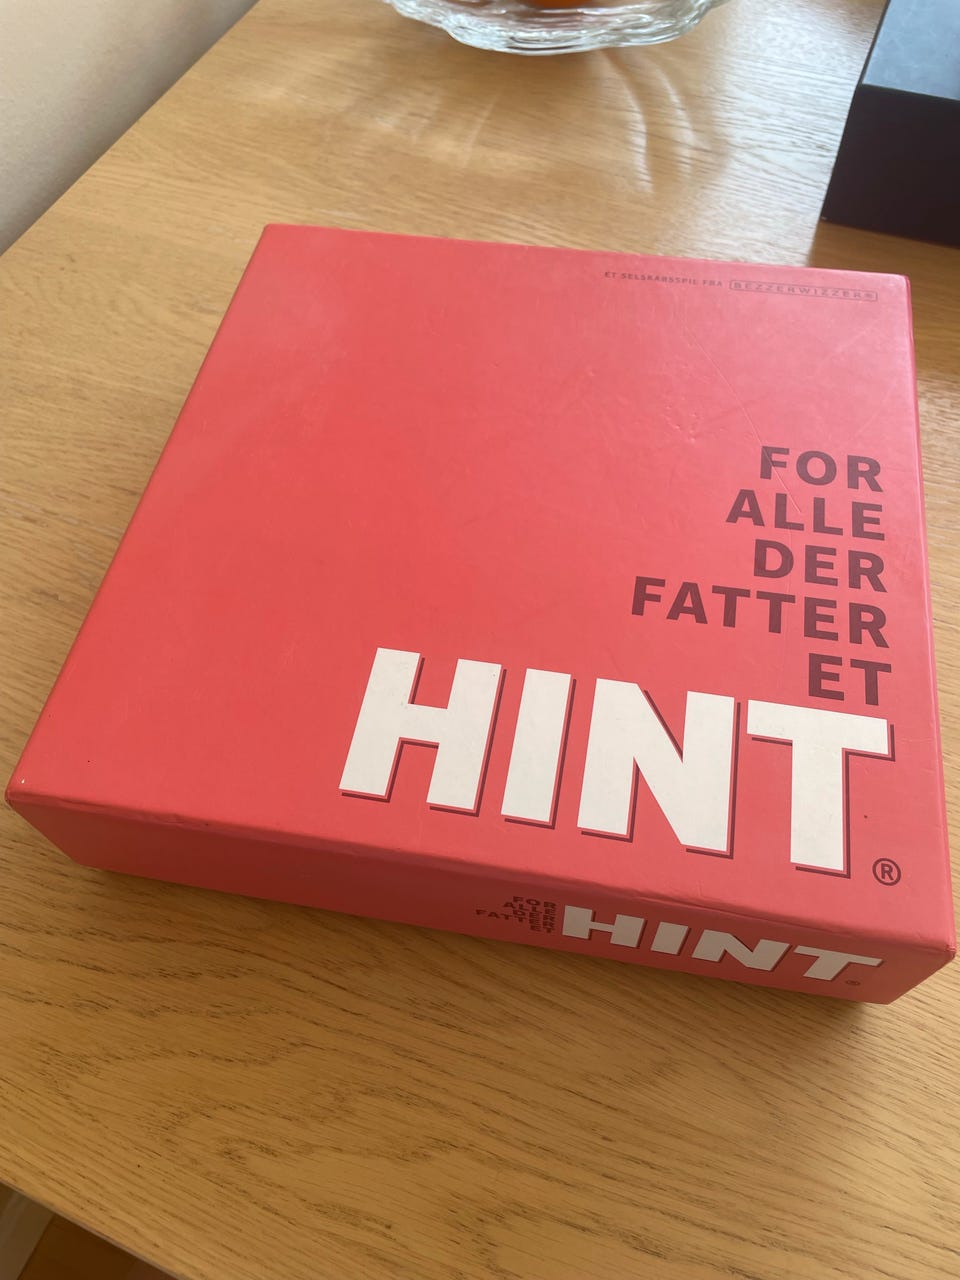 ET SELSKABSSPIL FRA BEZZERWIZZER®
FOR
ALLE
DER
FATTER
ET
HINT®
FOR
ALLE
DER
FATTER
ET
HINT®